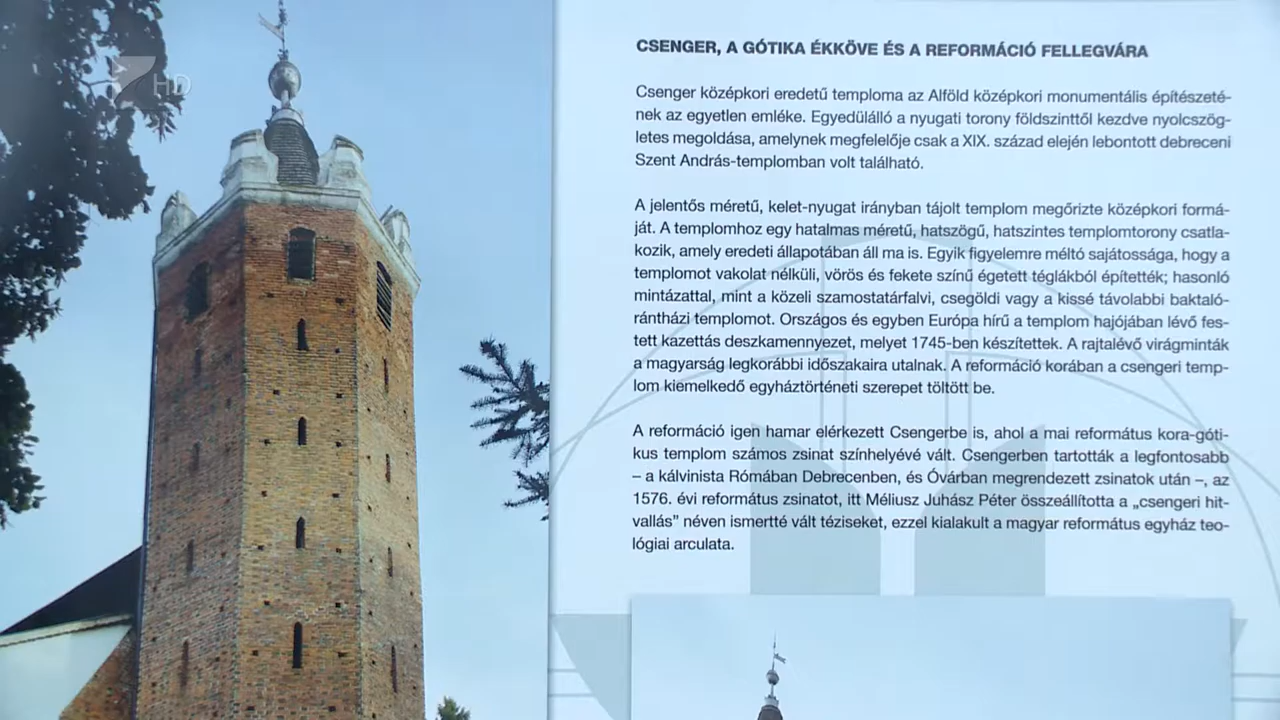 HD
CSENGER, A GÓTIKA ÉKKÖVE ÉS A REFORMÁCIÓ FELLEGVÁRA
Csenger középkori eredetű temploma az Alföld középkori monumentális építészeté-
nek az egyetlen emléke. Egyedülálló a nyugati torony földszinttől kezdve nyolcszög-
letes megoldása, amelynek megfelelője csak a XIX. század elején lebontott debreceni
Szent András-templomban volt található.
A jelentős méretű, kelet-nyugat irányban tájolt templom megőrizte középkori formá-
ját. A templomhoz egy hatalmas méretű, hatszögű, hatszintes templomtorony csatla-
kozik, amely eredeti állapotában áll ma is. Egyik figyelemre méltó sajátossága, hogy a
templomot vakolat nélküli, vörös és fekete színű égetett téglákból építették; hasonló
mintázattal, mint a közeli szamostatárfalvi, csegöldi vagy a kissé távolabbi baktaló-
rántházi templomot. Országos és egyben Európa hírű a templom hajójában lévő fes-
tett kazettás deszkamennyezet, melyet 1745-ben készítettek. A rajtalévő virágminták
a magyarság legkorábbi időszakaira utalnak. A reformáció korában a csengeri temp-
lom kiemelkedő egyháztörténeti szerepet töltött be.
A reformáció igen hamar elérkezett Csengerbe is, ahol a mai református kora-góti-
kus templom számos zsinat színhelyévé vált. Csengerben tartották a legfontosabb
– a kálvinista Rómában Debrecenben, és Óvárban megrendezett zsinatok után –, az
1576. évi református zsinatot, itt Méliusz Juhász Péter összeállította a „csengeri hit-
vallás” néven ismertté vált téziseket, ezzel kialakult a magyar református egyház teo-
lógiai arculata.